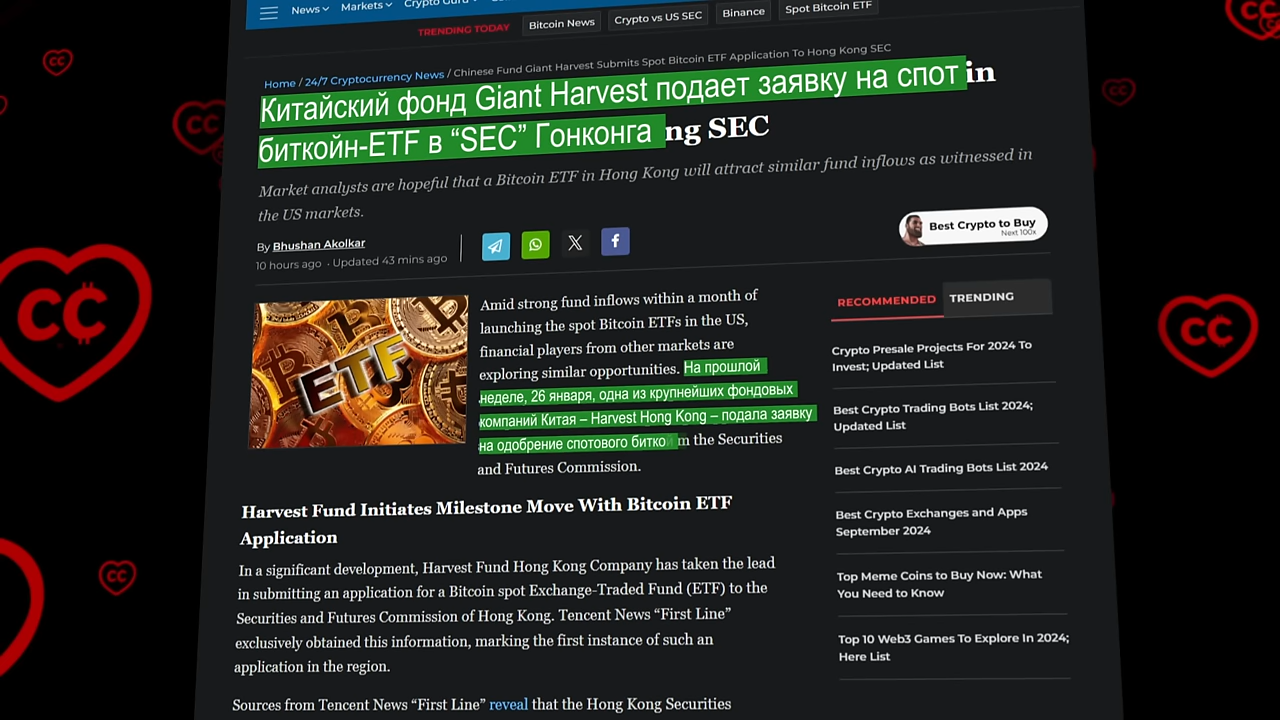 News
Markets
Crypto Guru
TRENDING TODAY
Bitcoin News
Crypto vs US SEC
Binance
Spot Bitcoin ETF
Home / 24/7 Cryptocurrency News / Chinese Fund Giant Harvest Submits Spot Bitcoin ETF Application To Hong Kong SEC
Китайский фонд Giant Harvest подает заявку на спот in
биткойн-ETF в “SEC” Гонконга ng SEC
Market analysts are hopeful that a Bitcoin ETF in Hong Kong will attract similar fund inflows as witnessed in
the US markets.
By Bhushan Akolkar
10 hours ago · Updated 43 mins ago
Best Crypto to Buy
Next 100x
ETF
Amid strong fund inflows within a month of
launching the spot Bitcoin ETFs in the US,
financial players from other markets are
exploring similar opportunities. На прошлой
неделе, 26 января, одна из крупнейших фондовых
компаний Китая – Harvest Hong Kong – подала заявку
на одобрение спотового битко m the Securities
and Futures Commission.
Harvest Fund Initiates Milestone Move With Bitcoin ETF
Application
In a significant development, Harvest Fund Hong Kong Company has taken the lead
in submitting an application for a Bitcoin spot Exchange-Traded Fund (ETF) to the
Securities and Futures Commission of Hong Kong. Tencent News “First Line”
exclusively obtained this information, marking the first instance of such an
application in the region.
Sources from Tencent News “First Line” reveal that the Hong Kong Securities
RECOMMENDED
TRENDING
Crypto Presale Projects For 2024 To
Invest; Updated List
Best Crypto Trading Bots List 2024;
Updated List
Best Crypto AI Trading Bots List 2024
Best Crypto Exchanges and Apps
September 2024
Top Meme Coins to Buy Now: What
You Need to Know
Top 10 Web3 Games To Explore In 2024;
Here List